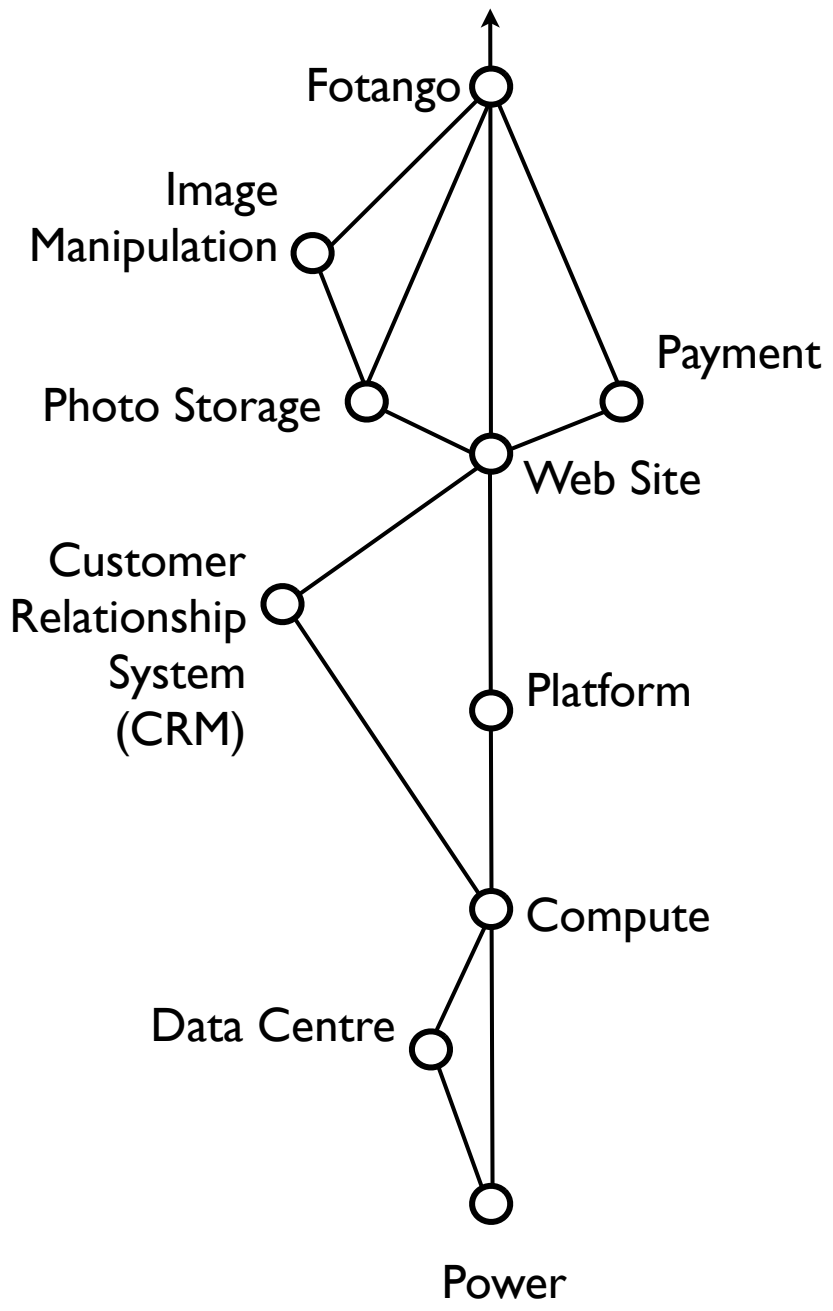 Fotango
Image
Manipulation
Payment
Photo Storage
Web Site
Customer
Relationship
System
(CRM)
Platform
Compute
Data Centre
Power